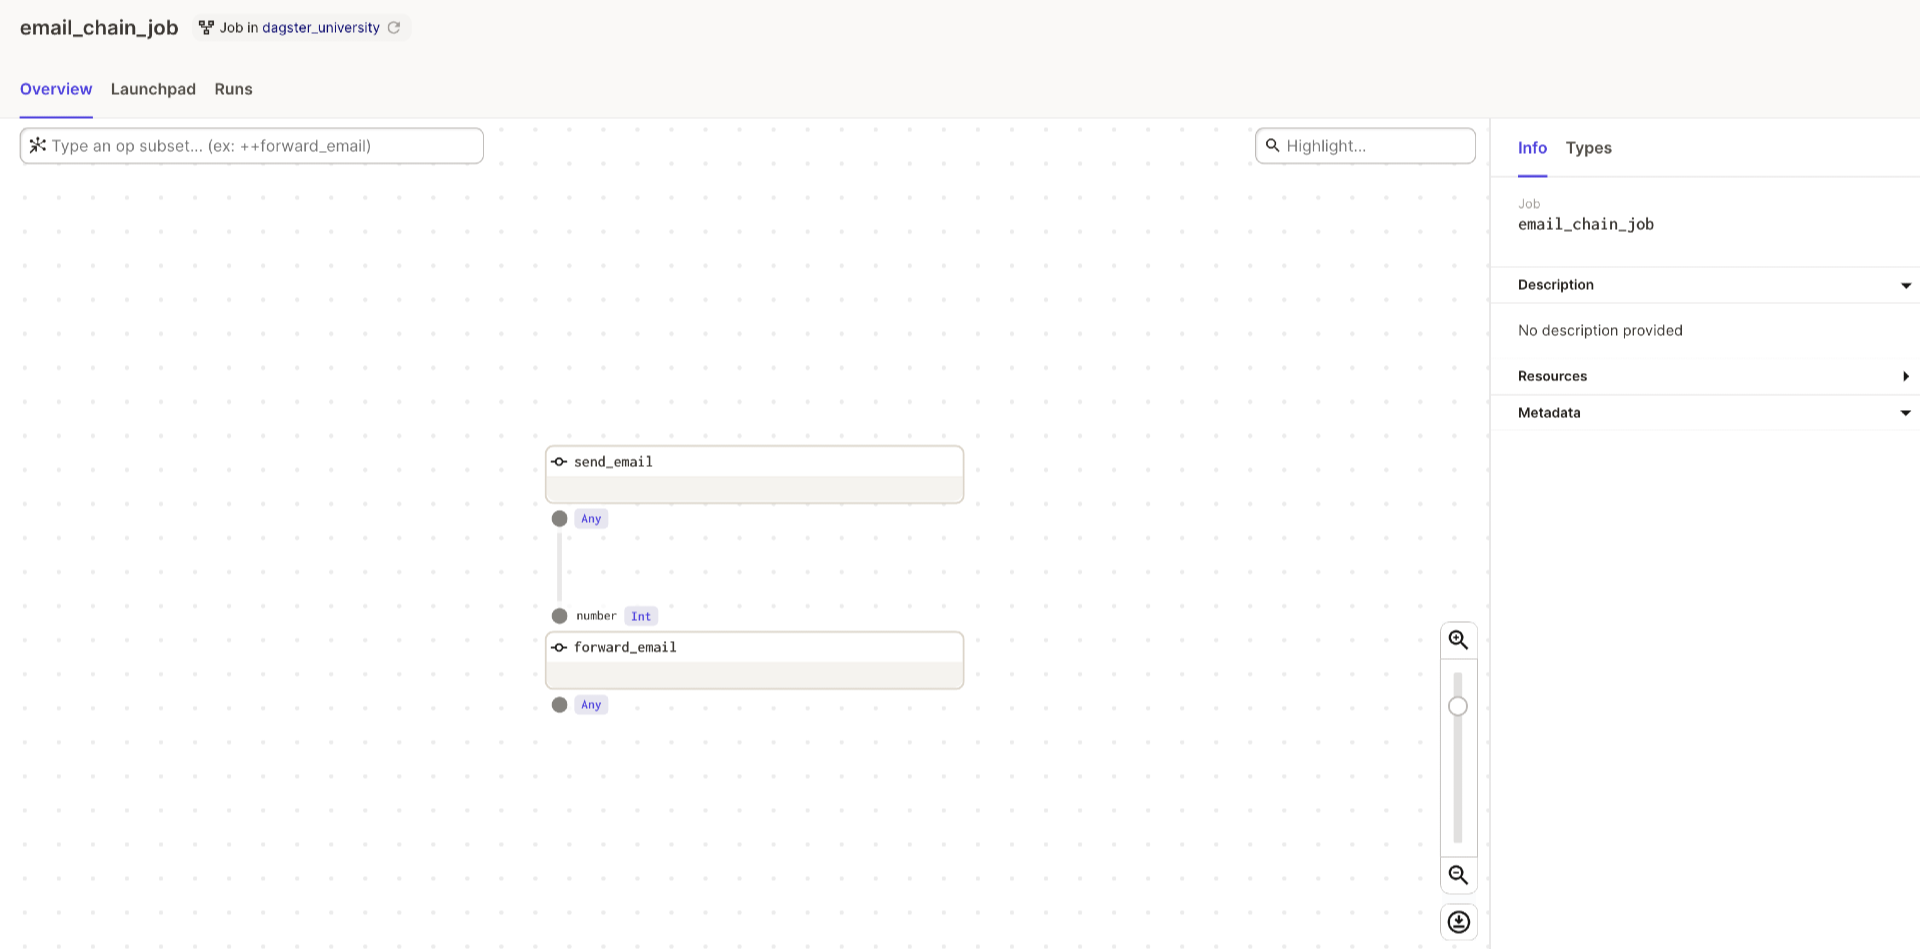 email_chain_job Job in dagster_university
Overview Launchpad Runs
Type an op subset... (ex: ++forward_email)
Highlight...
send_email
Any
number Int
forward_email
Any
Info Types
Job
email_chain_job
Description
No description provided
Resources
Metadata